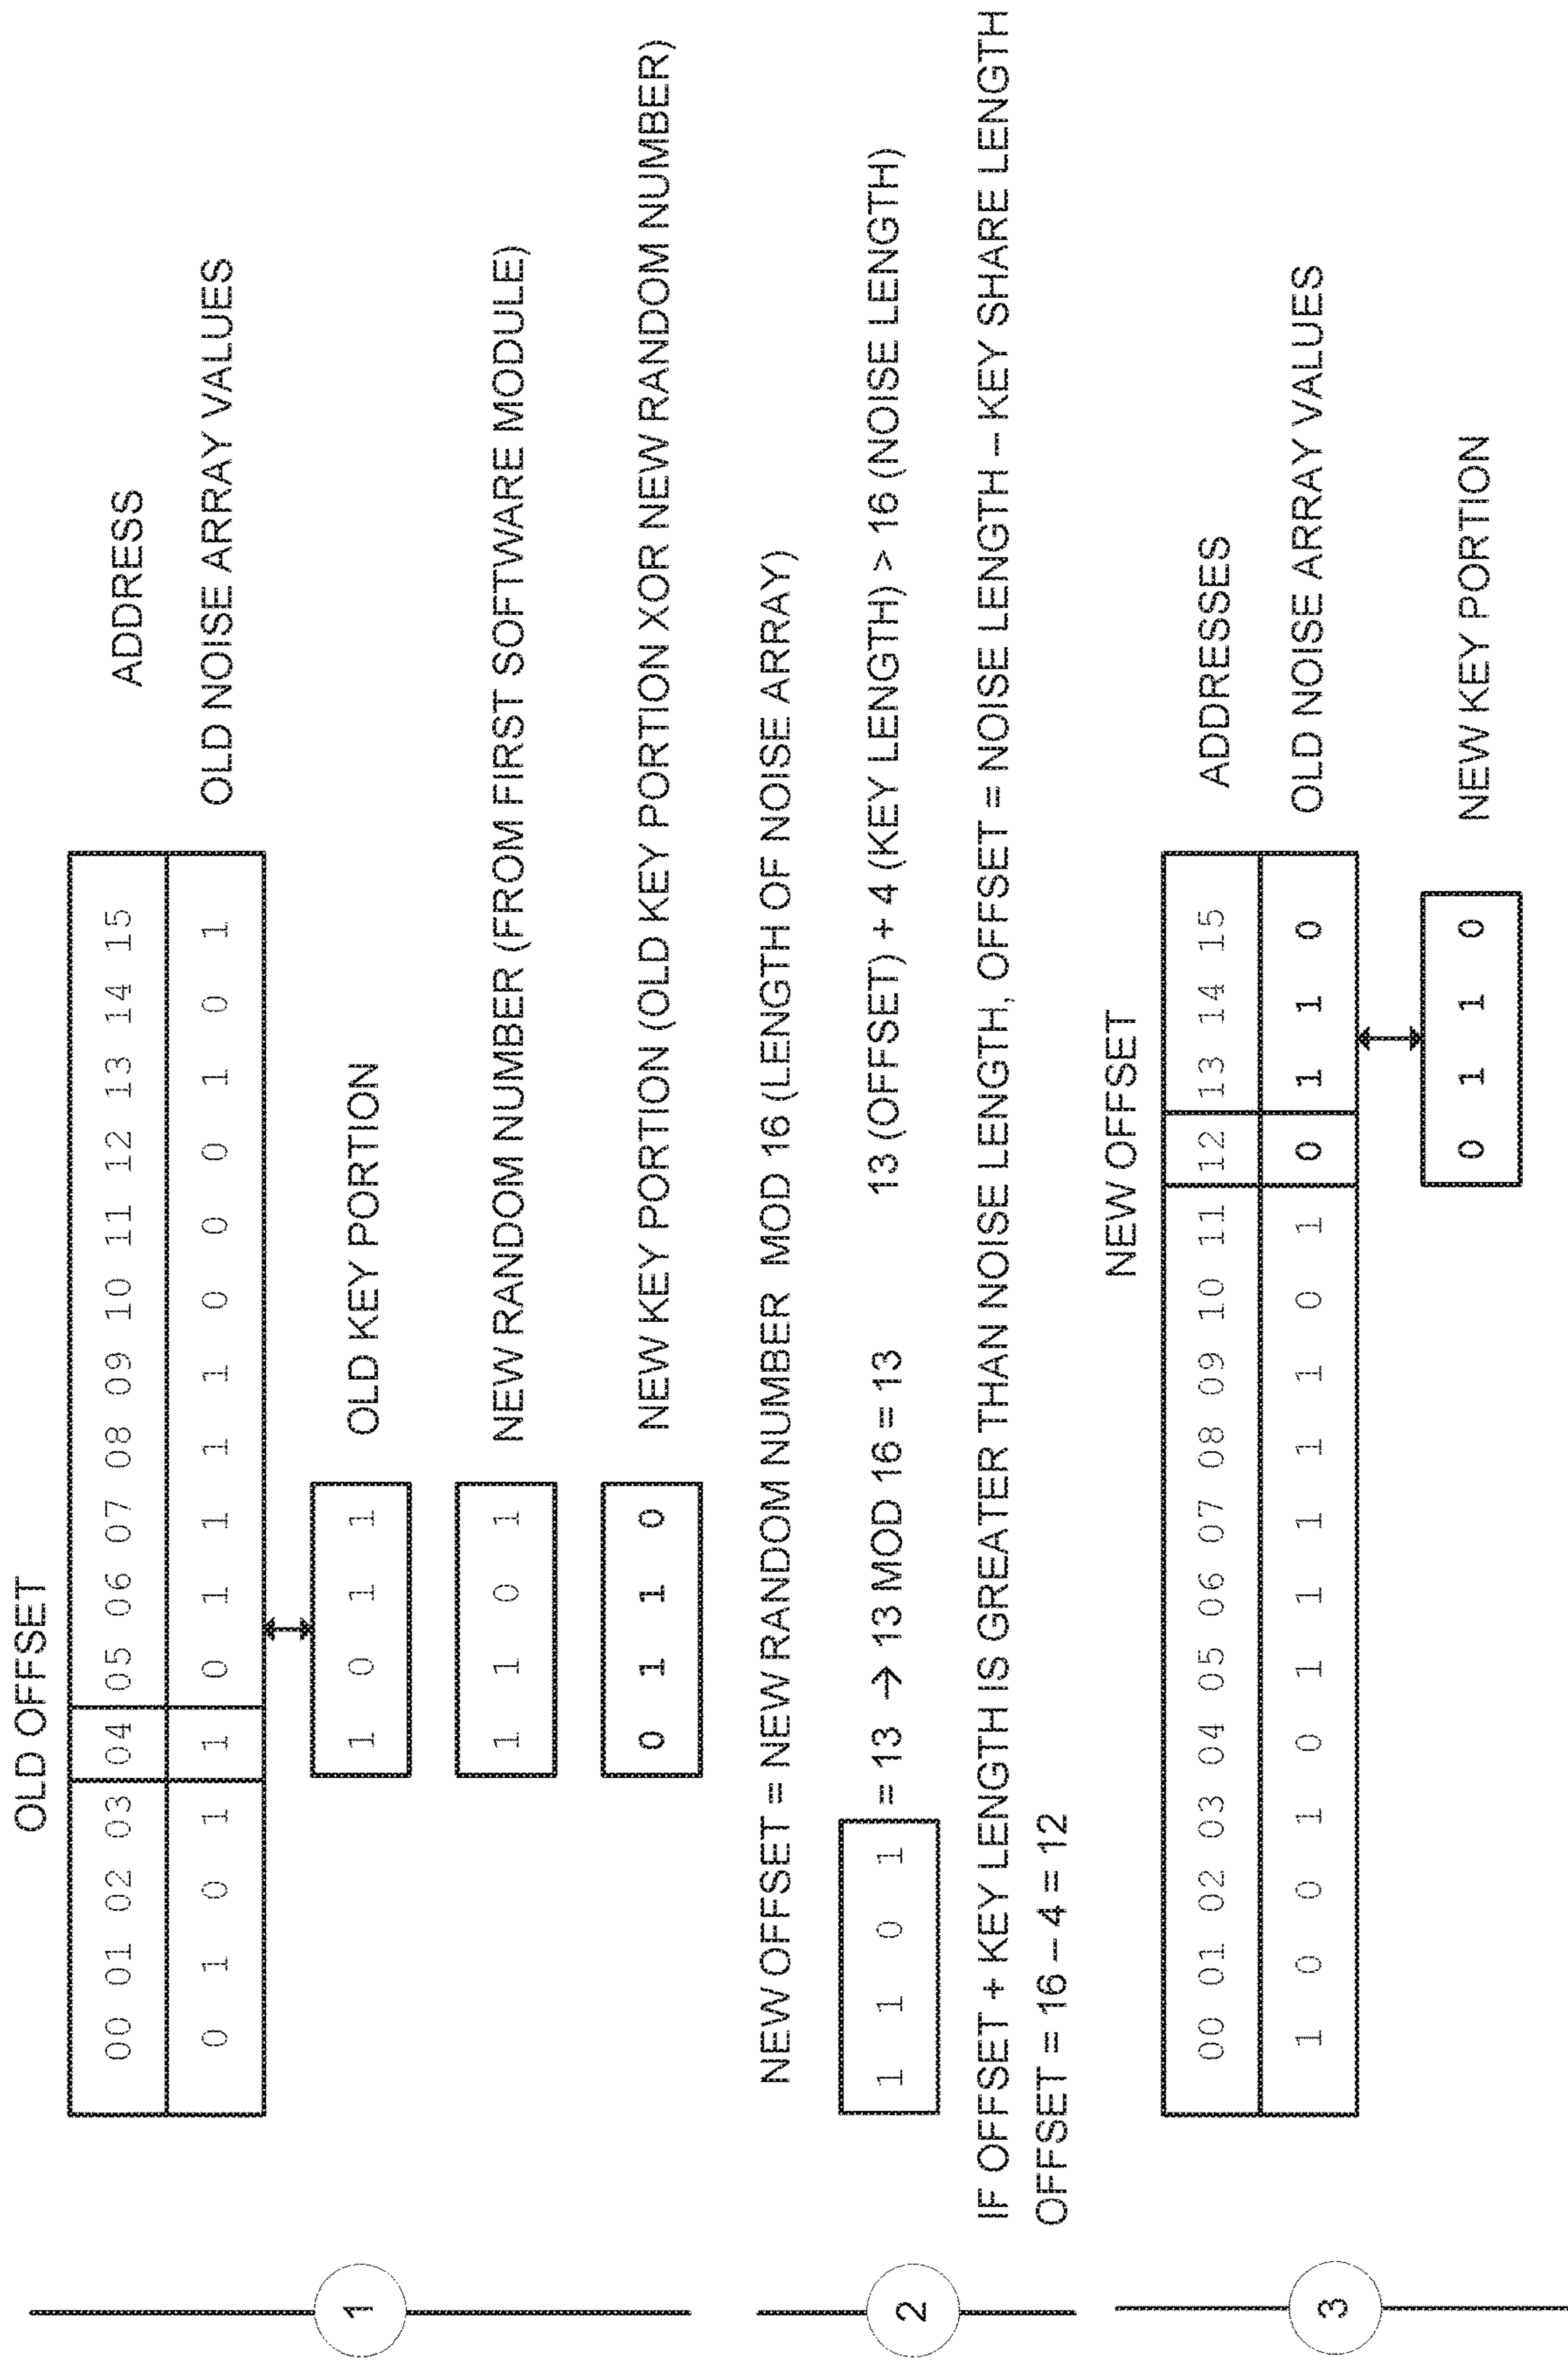 OLD OFFSET
00 01 02 03 04 05 06 07 08 09 10 11 12 13 14 15 ADDRESS
0 1 0 1 1 0 1 1 1 1 0 0 0 1 0 1 OLD NOISE ARRAY VALUES
1 0 1 1 OLD KEY PORTION
1 1 0 1 NEW RANDOM NUMBER (FROM FIRST SOFTWARE MODULE)
0 1 1 0 NEW KEY PORTION (OLD KEY PORTION XOR NEW RANDOM NUMBER)
1
NEW OFFSET = NEW RANDOM NUMBER MOD 16 (LENGTH OF NOISE ARRAY)
1 1 0 1 = 13 → 13 MOD 16 = 13 13 (OFFSET) + 4 (KEY LENGTH) > 16 (NOISE LENGTH)
2
IF OFFSET + KEY LENGTH IS GREATER THAN NOISE LENGTH, OFFSET = NOISE LENGTH – KEY SHARE LENGTH
OFFSET = 16 – 4 = 12
NEW OFFSET
00 01 02 03 04 05 06 07 08 09 10 11 12 13 14 15 ADDRESSES
1 0 0 1 0 1 1 1 1 1 0 1 0 1 1 0 OLD NOISE ARRAY VALUES
3
0 1 1 0 NEW KEY PORTION